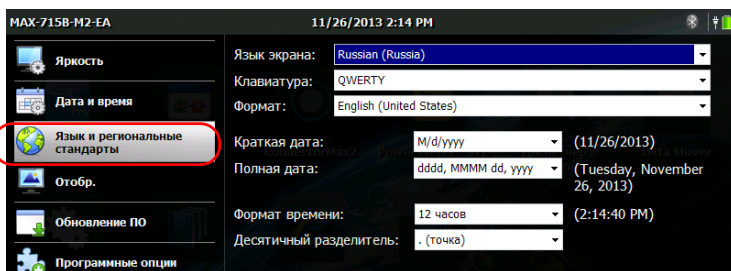 MAX-715B-M2-EA 11/26/2013 2:14 PM
Яркость
Дата и время
Язык и региональные
стандарты
Отобр.
Обновление ПО
Программные опции
Язык экрана: Russian (Russia)
Клавиатура: QWERTY
Формат: English (United States)
Краткая дата: M/d/yyyy (11/26/2013)
Полная дата: dddd, MMMM dd, yyyy (Tuesday, November
26, 2013)
Формат времени: 12 часов (2:14:40 PM)
Десятичный разделитель: . (точка)